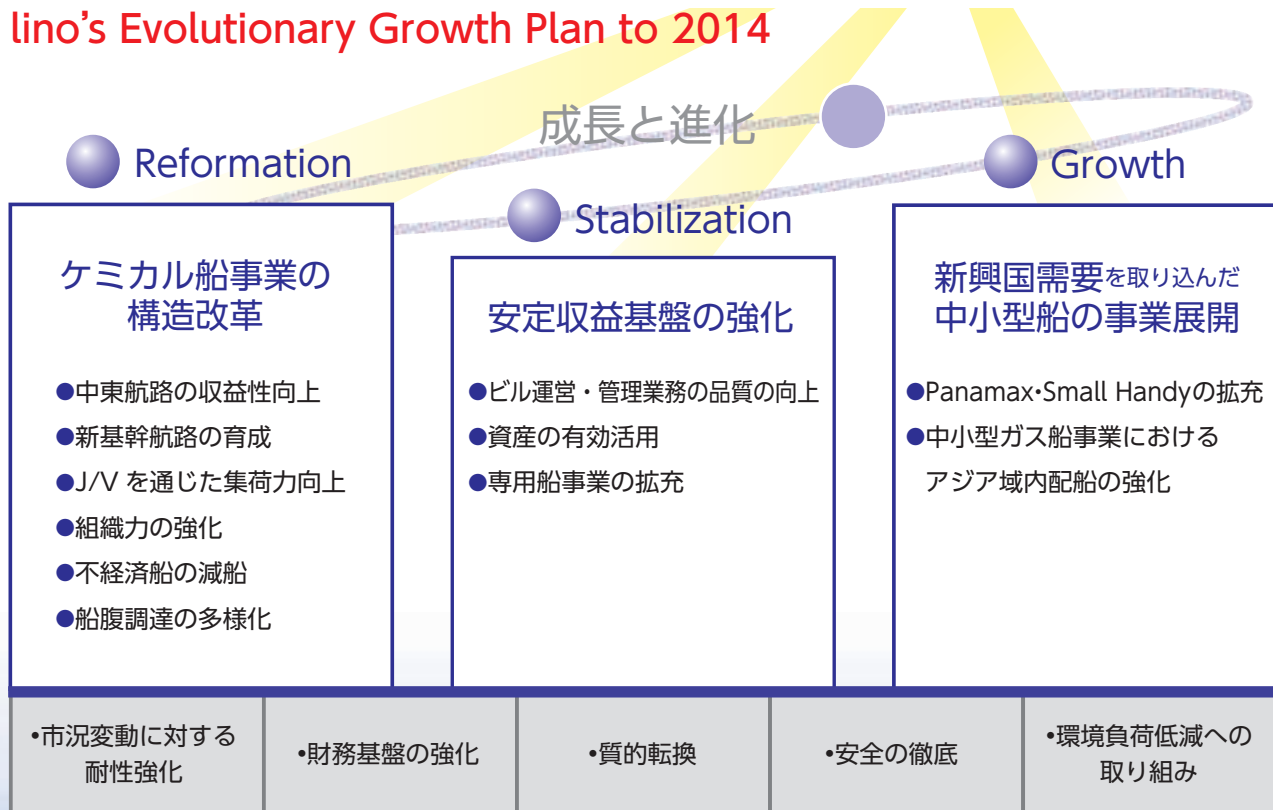 Iino’s Evolutionary Growth Plan to 2014
成長と進化
Reformation
Stabilization
Growth
ケミカル船事業の
構造改革
●中東航路の収益性向上
●新基幹航路の育成
●J/V を通じた集荷力向上
●組織力の強化
●不経済船の減船
●船腹調達の多様化
安定収益基盤の強化
●ビル運営・管理業務の品質の向上
●資産の有効活用
●専用船事業の拡充
新興国需要を取り込んだ
中小型船の事業展開
●Panamax・Small Handyの拡充
●中小型ガス船事業における
アジア域内配船の強化
•市況変動に対する
耐性強化
•財務基盤の強化
•質的転換
•安全の徹底
•環境負荷低減への
取り組み